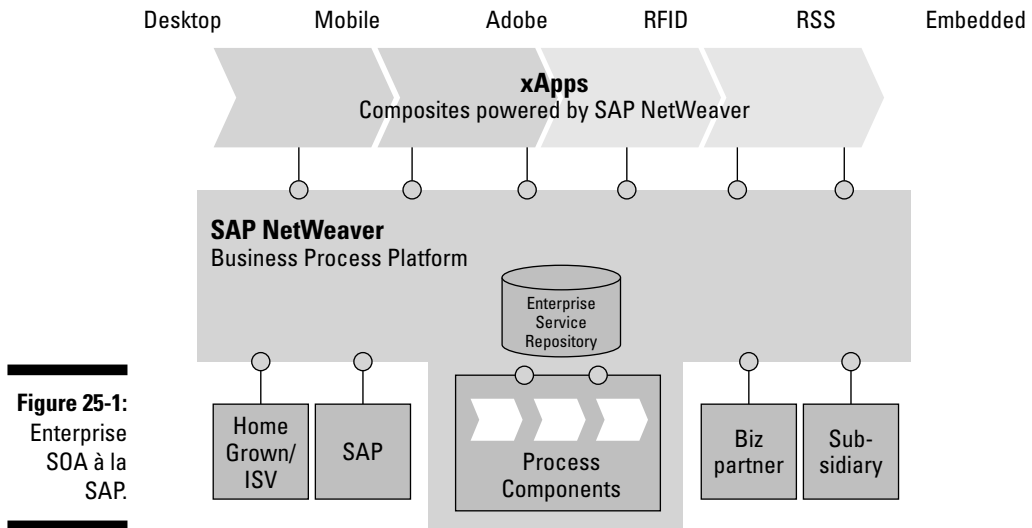 Desktop Mobile Adobe RFID RSS Embedded
xApps
Composites powered by SAP NetWeaver
SAP NetWeaver
Business Process Platform
Enterprise
Service
Repository
Figure 25-1:
Enterprise
SOA à la
SAP.
Home
Grown/
ISV
SAP
Process
Components
Biz
partner
Sub-
sidiary